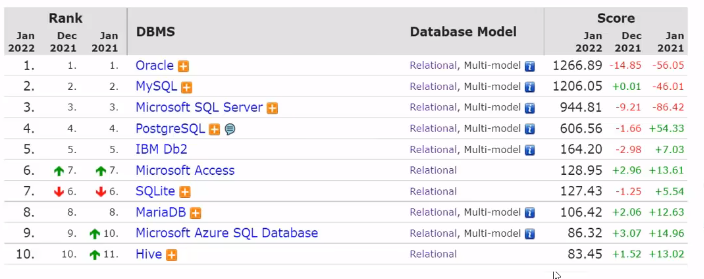 Rank Score
Jan 2022 Dec 2021 Jan 2021 DBMS Database Model Jan 2022 Dec 2021 Jan 2021
1. 1. 1. Oracle Relational, Multi-model 1266.89 -14.85 -56.05
2. 2. 2. MySQL Relational, Multi-model 1206.05 +0.01 -46.01
3. 3. 3. Microsoft SQL Server Relational, Multi-model 944.81 -9.21 -86.42
4. 4. 4. PostgreSQL Relational, Multi-model 606.56 -1.66 +54.33
5. 5. 5. IBM Db2 Relational, Multi-model 164.20 -2.98 +7.03
6. 7. 7. Microsoft Access Relational 128.95 +2.96 +13.61
7. 6. 6. SQLite Relational 127.43 -1.25 +5.54
8. 8. 8. MariaDB Relational, Multi-model 106.42 +2.06 +12.63
9. 9. 10. Microsoft Azure SQL Database Relational, Multi-model 86.32 +3.07 +14.96
10. 10. 11. Hive Relational 83.45 +1.52 +13.02